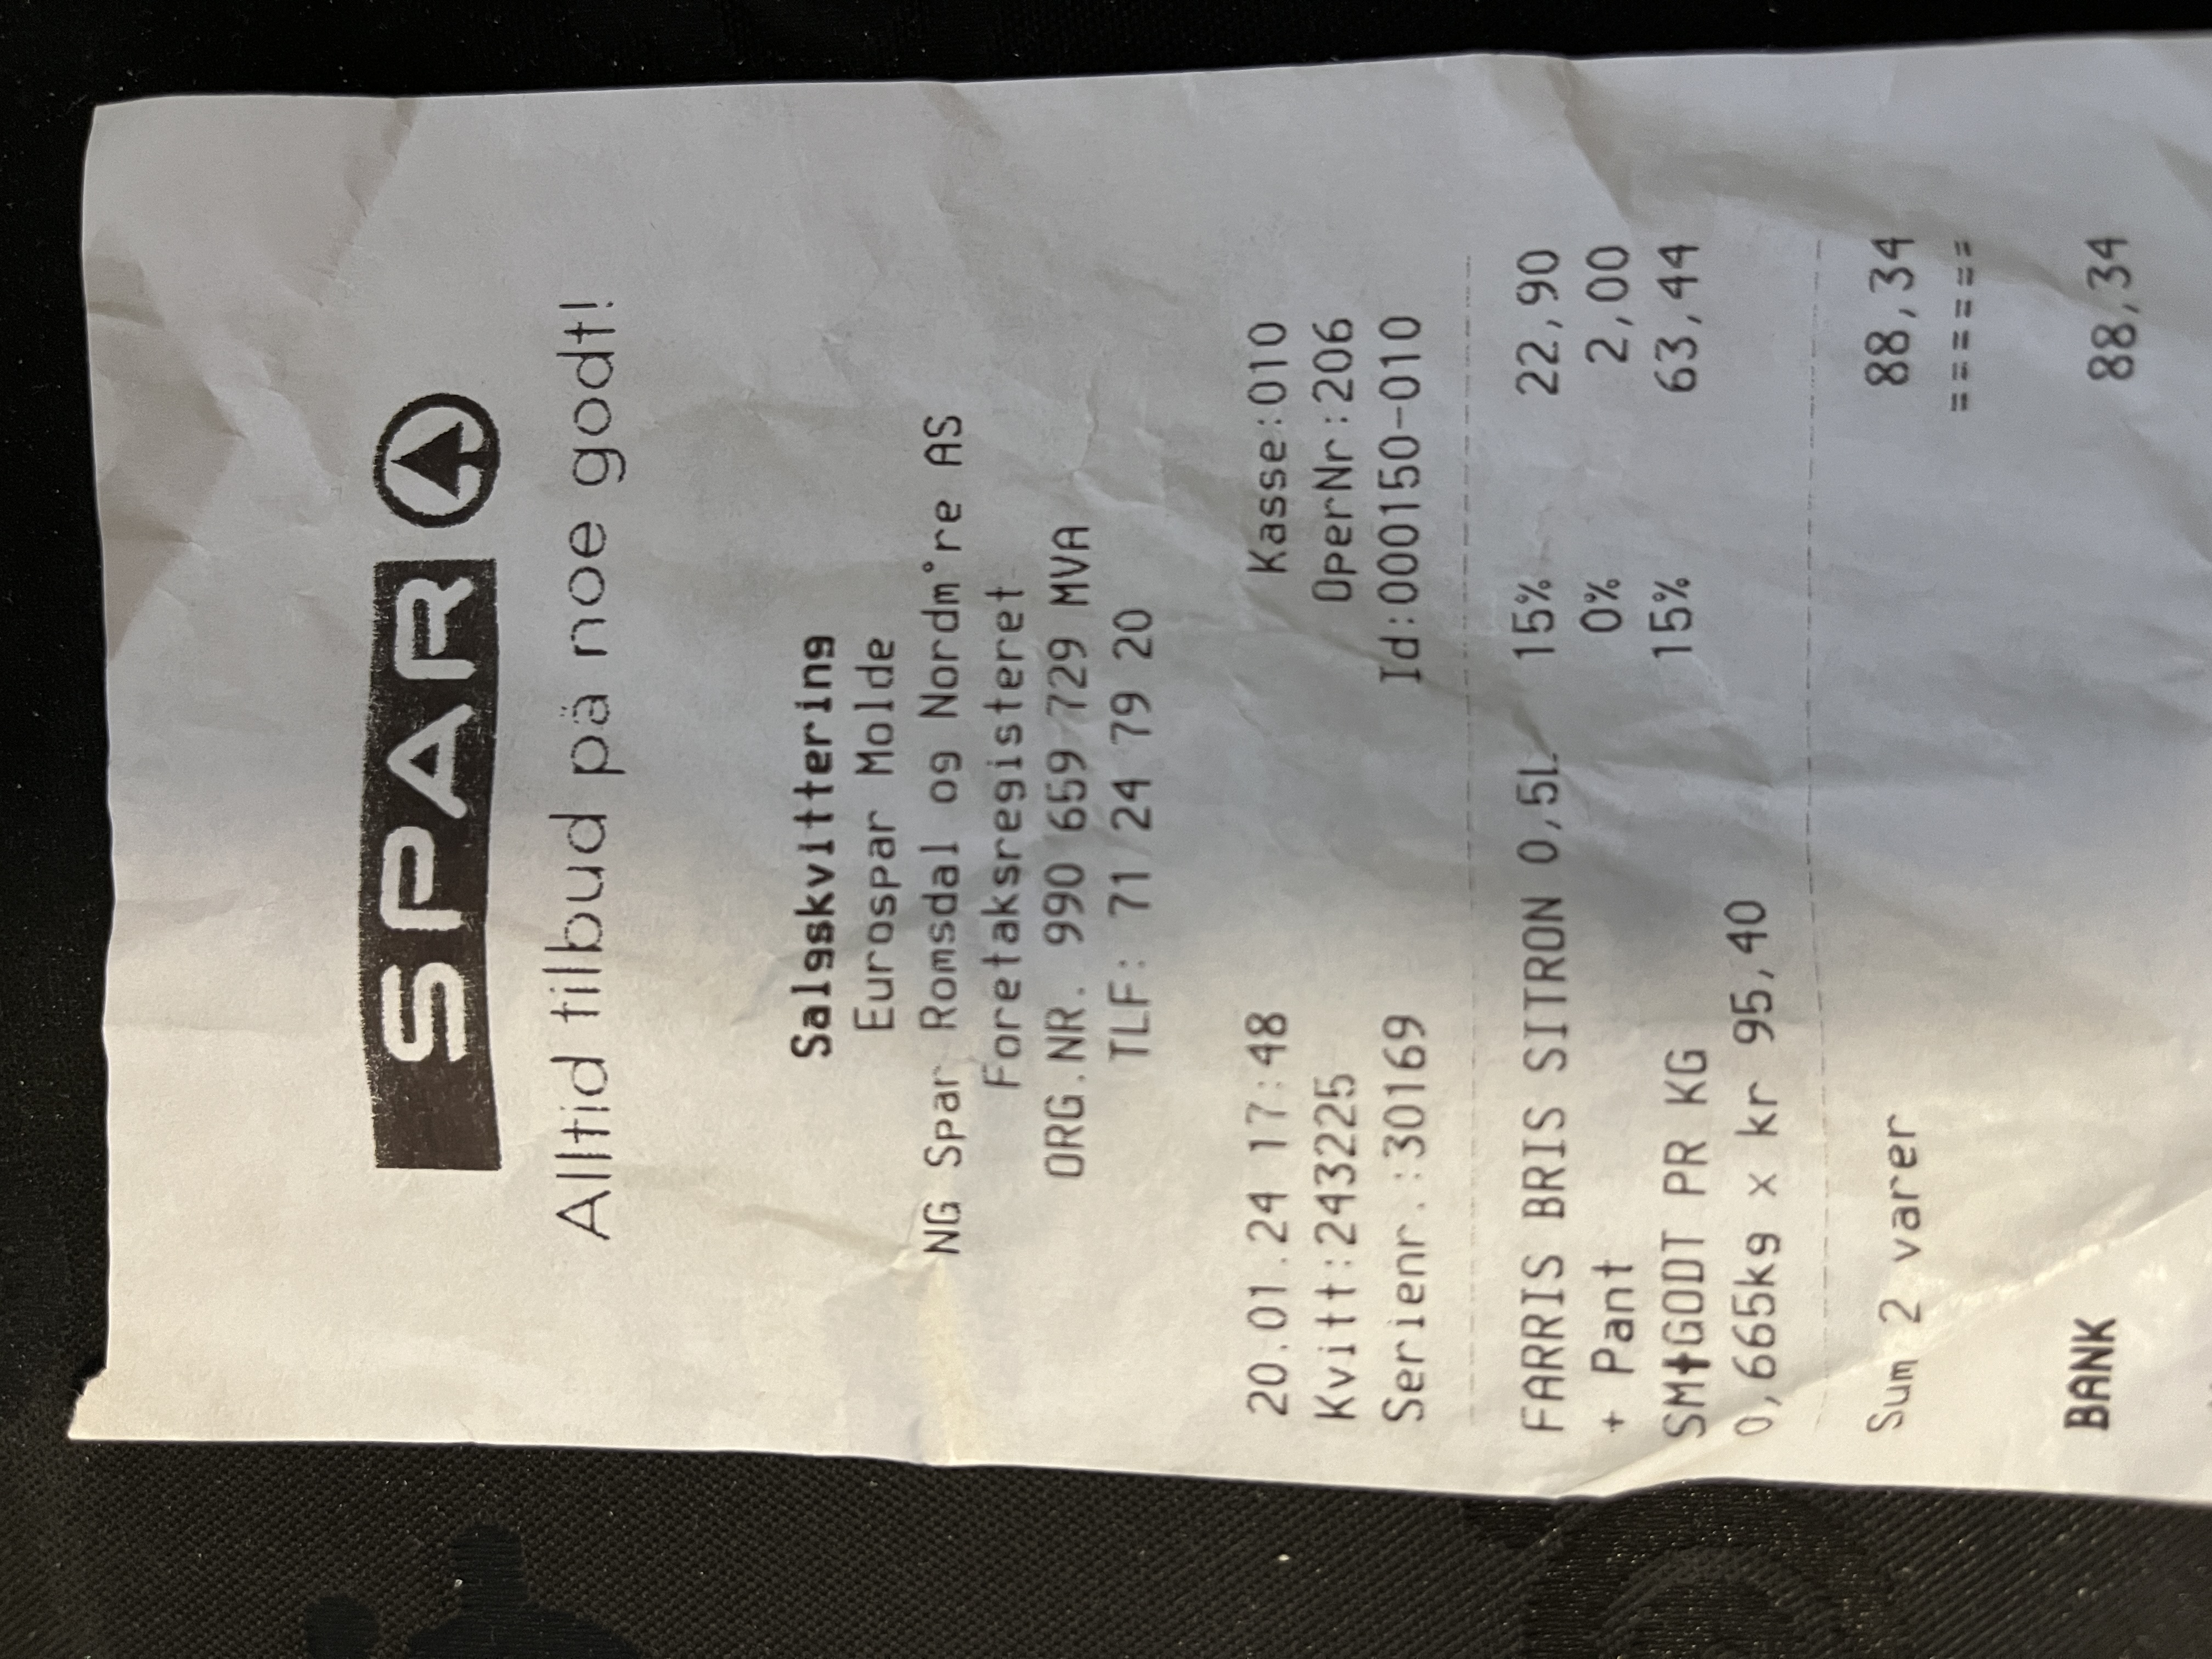 SPAR
Alltid tilbud på noe godt!
Salgskvittering
Eurospar Molde
NG Spar Romsdal og Nordm°re AS
Foretaksregisteret
ORG.NR. 990 659 729 MVA
TLF: 71 24 79 20
20.01.24 17:48 Kasse:010
Kvitt:243225 OperNr:206
Serienr.:30169 Id:000150-010
FARRIS BRIS SITRON 0,5L 15% 22,90
+ Pant 0% 2,00
SM╪GODT PR KG 15% 63,44
0,665kg x kr 95,40
Sum 2 varer 88,34
======
BANK 88,34